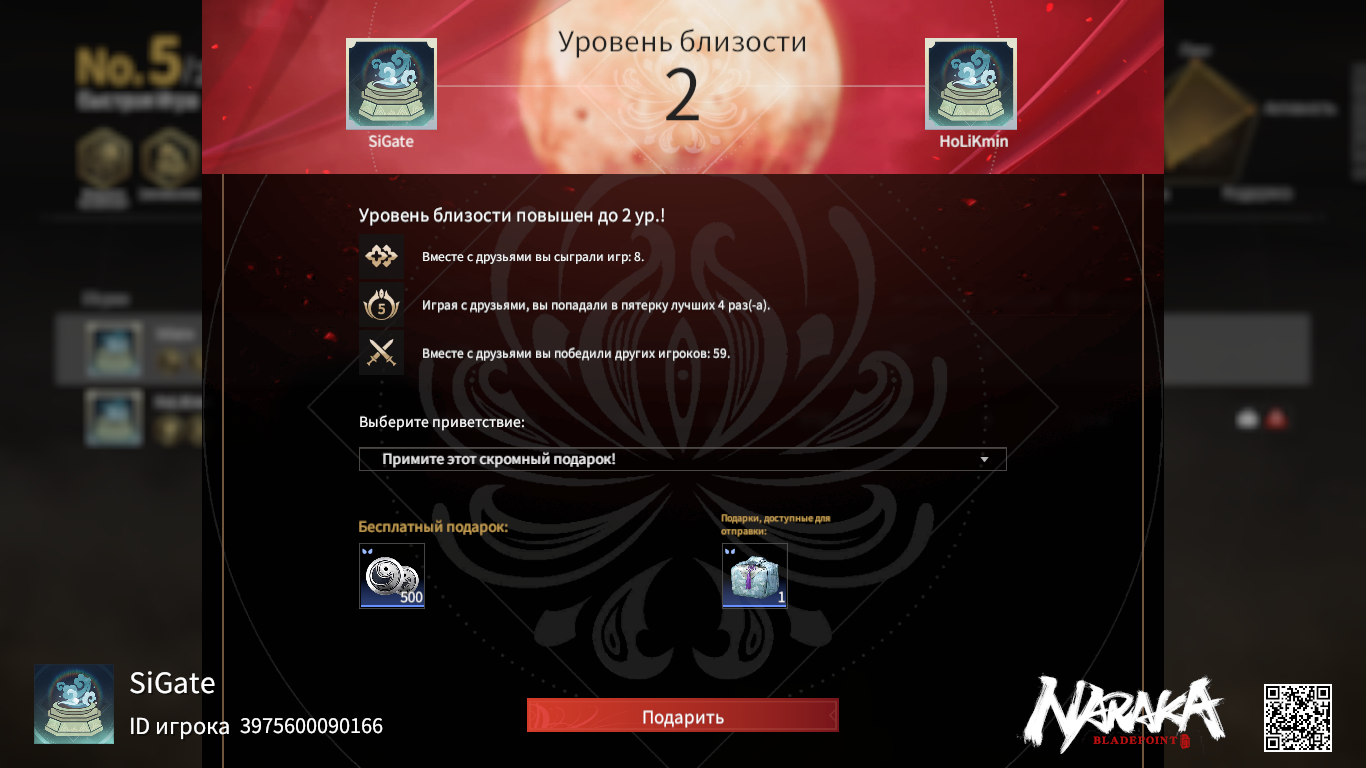 No.5
Уровень близости
2
SiGate
HoLiKmin
Уровень близости повышен до 2 ур.!
Вместе с друзьями вы сыграли игр: 8.
5
Играя с друзьями, вы попадали в пятерку лучших 4 раз(-а).
Вместе с друзьями вы победили других игроков: 59.
Выберите приветствие:
Примите этот скромный подарок!
Бесплатный подарок:
Подарки, доступные для
отправки:
500
1
SiGate
ID игрока 3975600090166
Подарить
NARAKA
BLADEPOINT